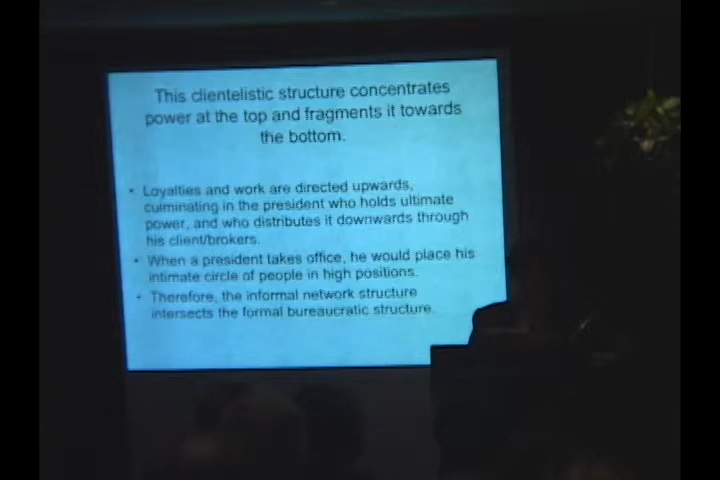 This clientelistic structure concentrates
power at the top and fragments it towards
the bottom.
• Loyalties and work are directed upwards,
culminating in the president who holds ultimate
power, and who distributes it downwards through
his client/brokers.
• When a president takes office, he would place his
intimate circle of people in high positions.
• Therefore, the informal network structure
intersects the formal bureaucratic structure.